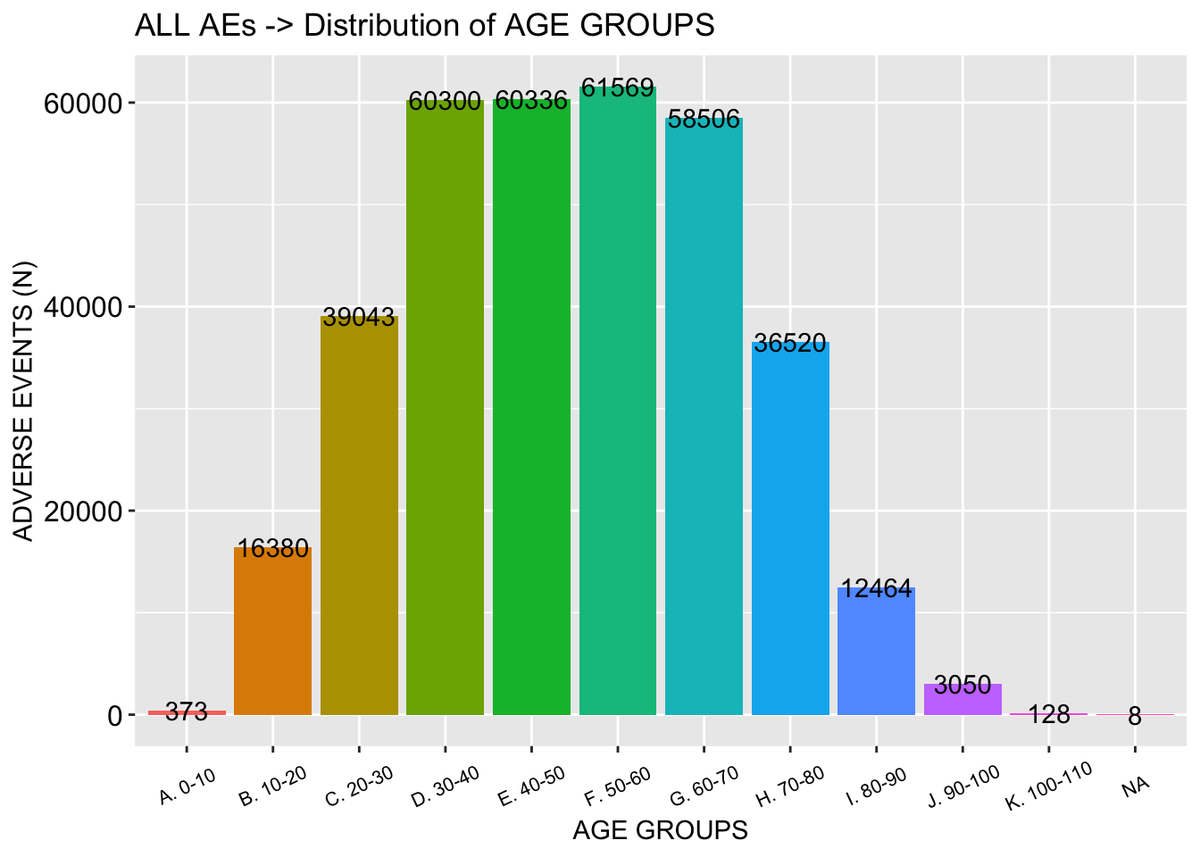 ALL AEs -> Distribution of AGE GROUPS
ADVERSE EVENTS (N)
60000
40000
20000
0
373
16380
39043
60300
60336
61569
58506
36520
12464
3050
128
8
A. 0-10
B. 10-20
C. 20-30
D. 30-40
E. 40-50
F. 50-60
G. 60-70
H. 70-80
I. 80-90
J. 90-100
K. 100-110
NA
AGE GROUPS